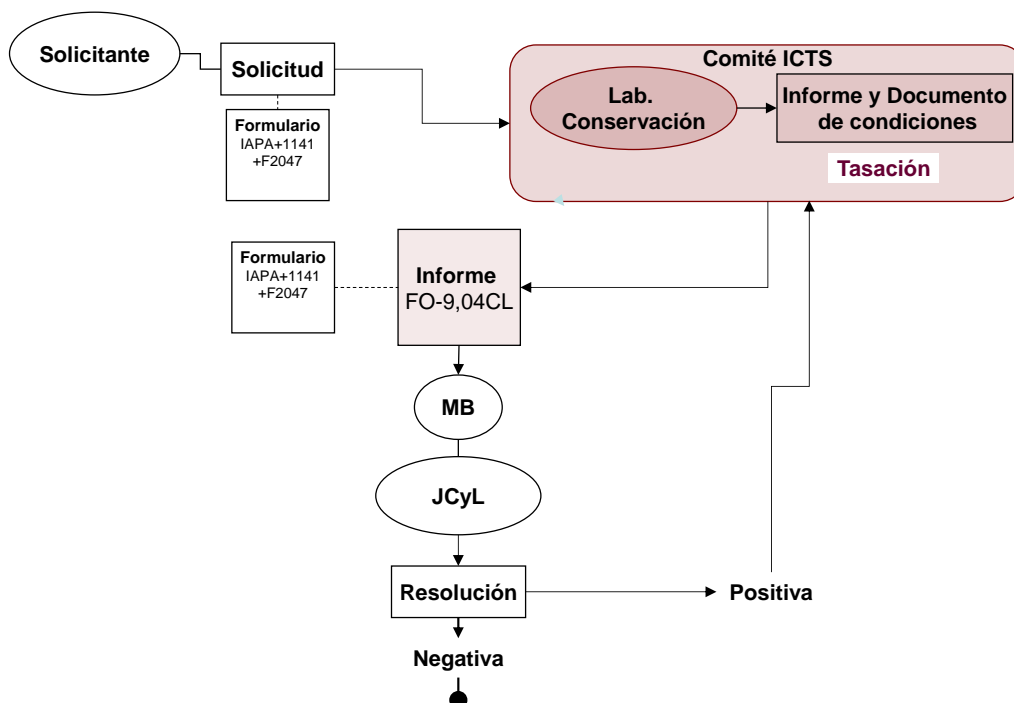 Solicitante
Solicitud
Formulario
IAPA+1141
+F2047
Comité ICTS
Lab.
Conservación
Informe y Documento
de condiciones
Tasación
Formulario
IAPA+1141
+F2047
Informe
FO-9,04CL
MB
JCyL
Resolución
Positiva
Negativa